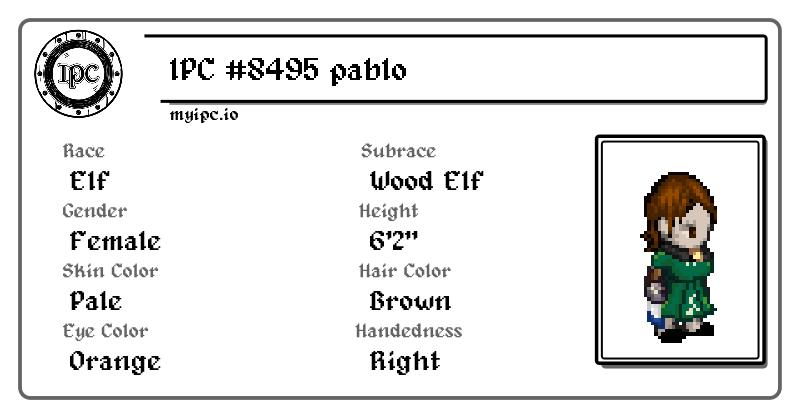 IPC
IPC #8495 pablo
myipc.io
Race
Subrace
Elf
Wood Elf
Gender
Height
Female
6'2"
Skin Color
Hair Color
Pale
Brown
Eye Color
Handedness
Orange
Right